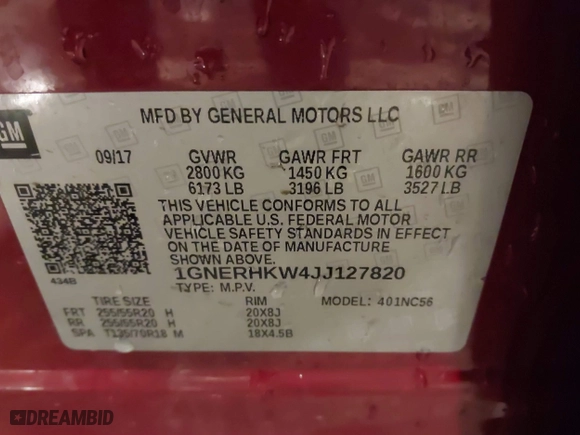 GM
MFD BY GENERAL MOTORS LLC
09/17 GVWR GAWR FRT GAWR RR
2800 KG 1450 KG 1600 KG
6173 LB 3196 LB 3527 LB
THIS VEHICLE CONFORMS TO ALL
APPLICABLE U.S. FEDERAL MOTOR
VEHICLE SAFETY STANDARDS IN EFFECT
ON THE DATE OF MANUFACTURE
SHOWN ABOVE.
434B
1GNERHKW4JJ127820
TYPE: M.P.V. MODEL: 401NC56
TIRE SIZE RIM
FRT 255/55R20 H 20X8J
RR 255/55R20 H 20X8J
SPA T135/70R18 M 18X4.5B
DREAMBID